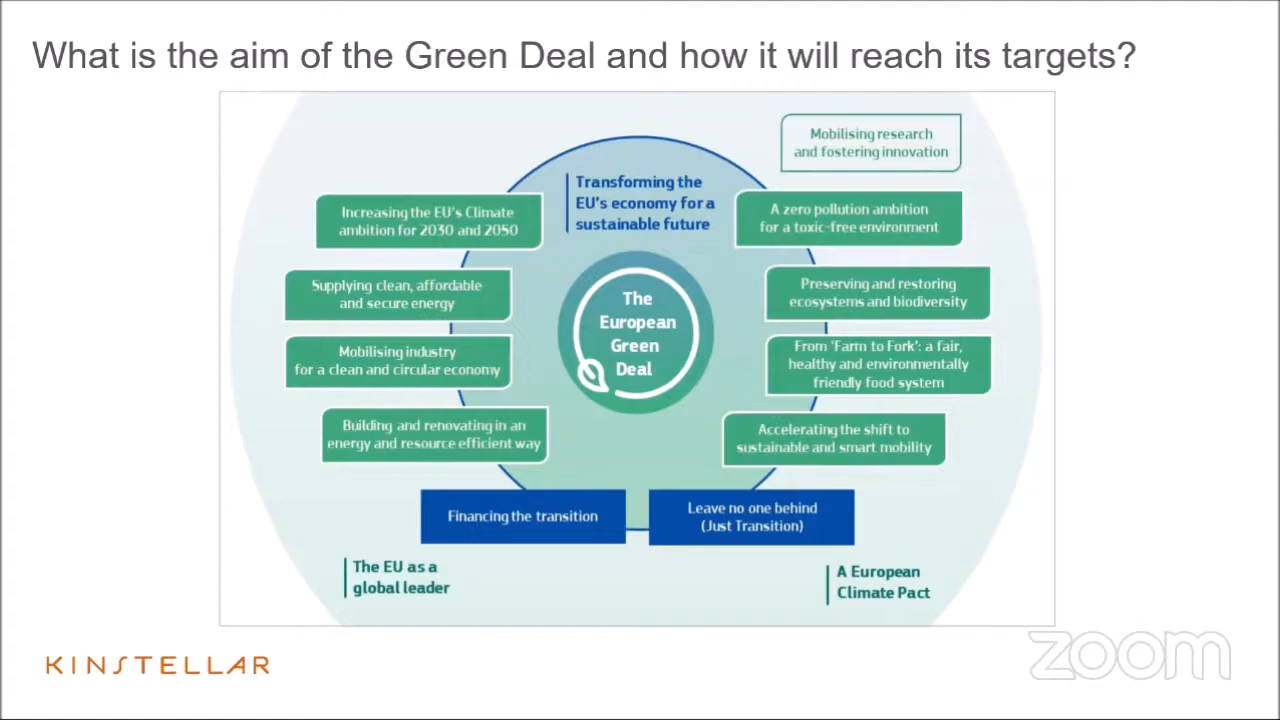 What is the aim of the Green Deal and how it will reach its targets?
Mobilising research
and fostering innovation
Transforming the
EU's economy for a
sustainable future
Increasing the EU's Climate
ambition for 2030 and 2050
A zero pollution ambition
for a toxic-free environment
Supplying clean, affordable
and secure energy
Preserving and restoring
ecosystems and biodiversity
The
European
Green
Deal
Mobilising industry
for a clean and circular economy
From 'Farm to Fork': a fair,
healthy and environmentally
friendly food system
Building and renovating in an
energy and resource efficient way
Accelerating the shift to
sustainable and smart mobility
Financing the transition
Leave no one behind
(Just Transition)
The EU as a
global leader
A European
Climate Pact
KINSTELLAR
zoom